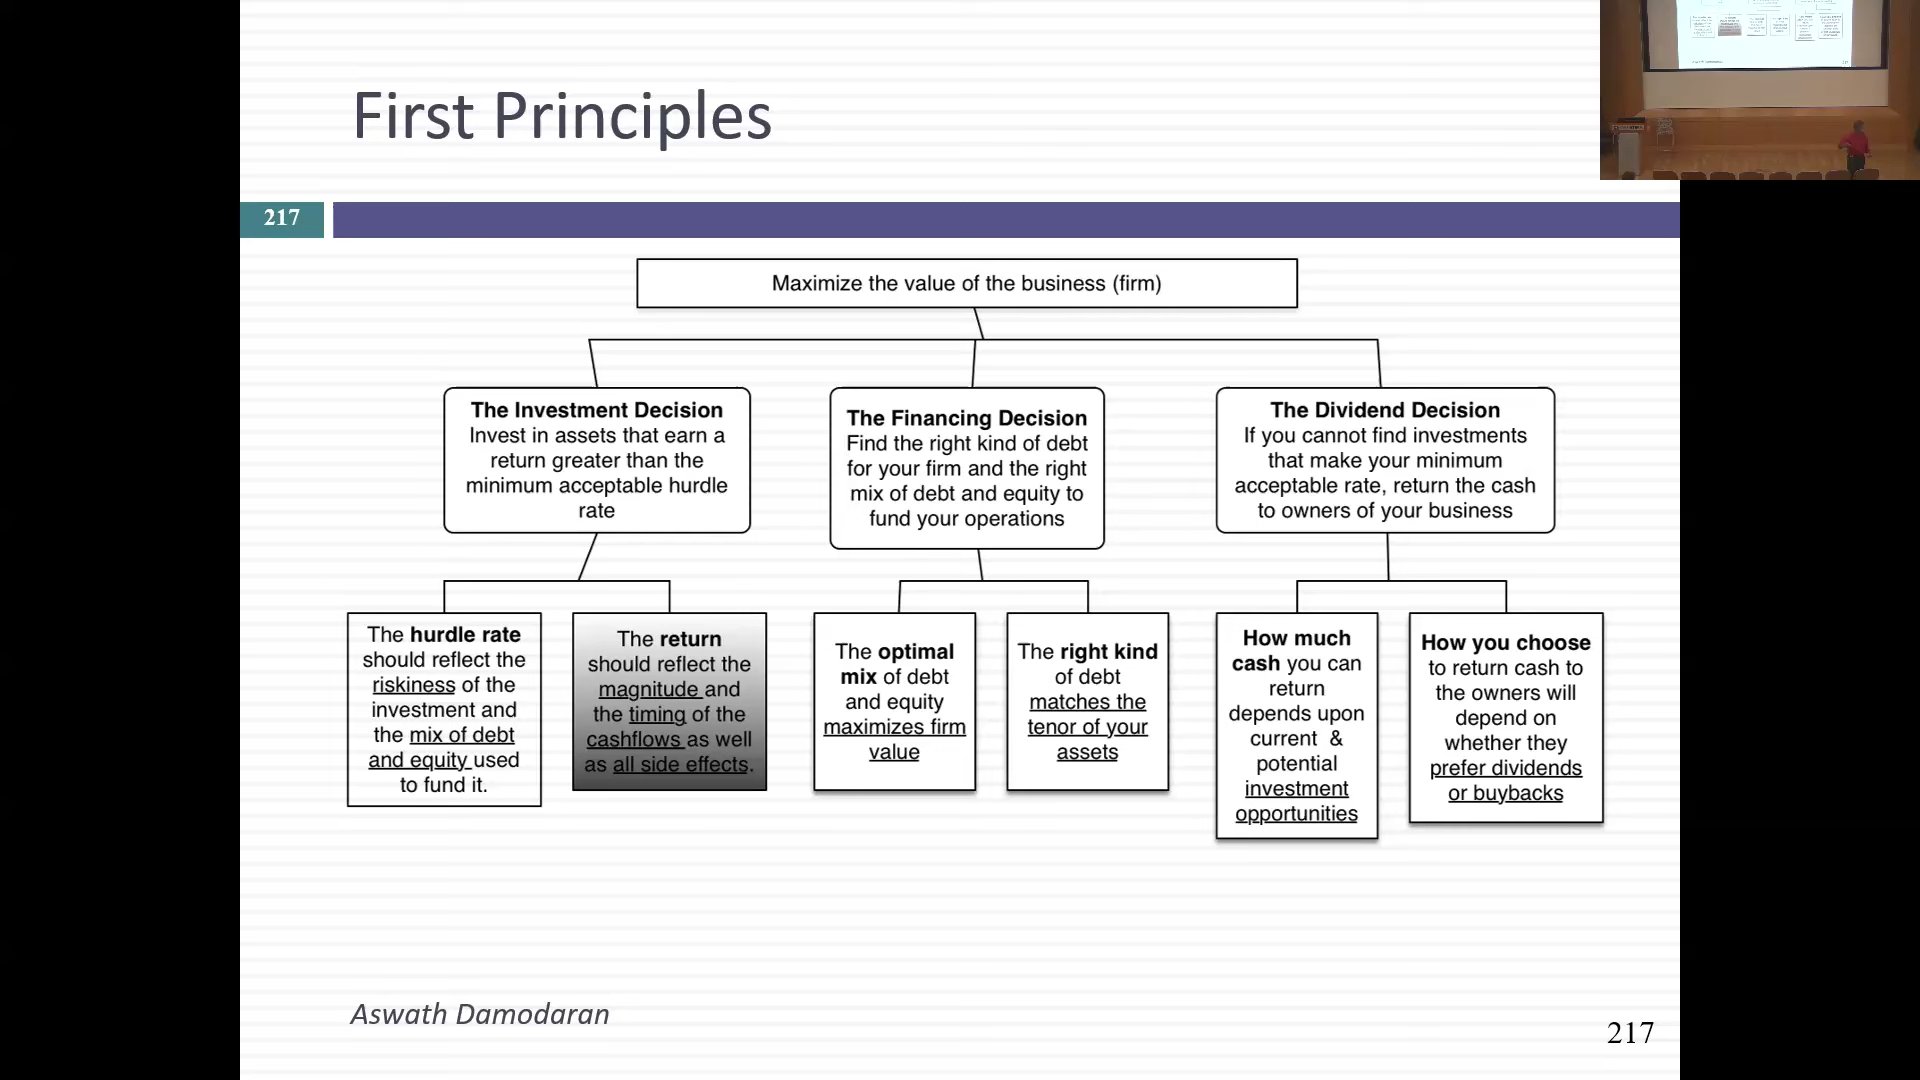 First Principles
217
Maximize the value of the business (firm)
The Investment Decision
Invest in assets that earn a
return greater than the
minimum acceptable hurdle
rate
The Financing Decision
Find the right kind of debt
for your firm and the right
mix of debt and equity to
fund your operations
The Dividend Decision
If you cannot find investments
that make your minimum
acceptable rate, return the cash
to owners of your business
The hurdle rate
should reflect the
riskiness of the
investment and
the mix of debt
and equity used
to fund it.
The return
should reflect the
magnitude and
the timing of the
cashflows as well
as all side effects.
The optimal
mix of debt
and equity
maximizes firm
value
The right kind
of debt
matches the
tenor of your
assets
How much
cash you can
return
depends upon
current &
potential
investment
opportunities
How you choose
to return cash to
the owners will
depend on
whether they
prefer dividends
or buybacks
Aswath Damodaran
217